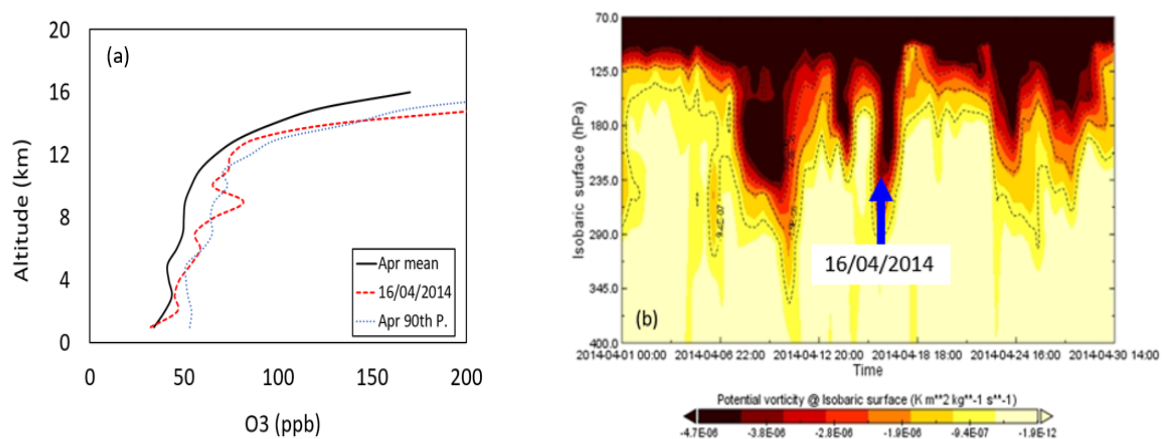 (a)
20
16
12
8
4
0
Altitude (km)
Apr mean
16/04/2014
Apr 90th P.
0 50 100 150 200
O3 (ppb)
70.0
125.0
180.0
235.0
290.0
345.0
400.0
Isobaric surface (hPa)
16/04/2014
(b)
2014-04-01 00:00 2014-04-06 22:00 2014-04-12 20:00 2014-04-18 18:00 2014-04-24 16:00 2014-04-30 14:00
Time
Potential vorticity @ Isobaric surface (K m**2 kg**-1 s**-1)
-4.7E-06 -3.8E-06 -2.8E-06 -1.9E-06 -9.4E-07 -1.9E-12